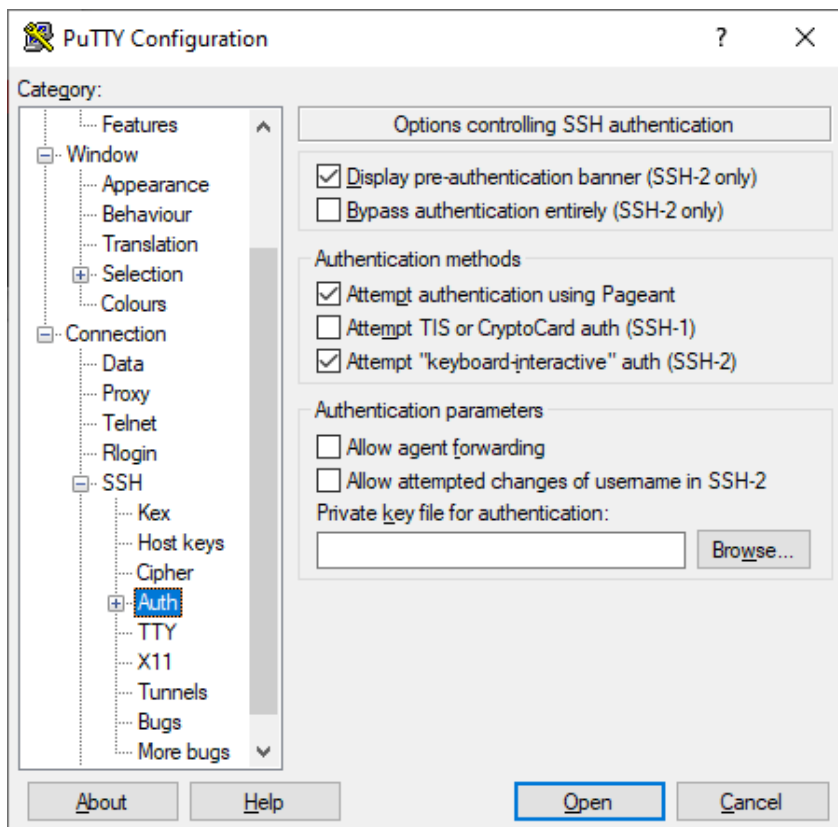 PuTTY Configuration
?
Category:
Features
Window
Appearance
Behaviour
Translation
Selection
Colours
Connection
Data
Proxy
Telnet
Rlogin
SSH
Kex
Host keys
Cipher
Auth
TTY
X11
Tunnels
Bugs
More bugs
Options controlling SSH authentication
Display pre-authentication banner (SSH-2 only)
Bypass authentication entirely (SSH-2 only)
Authentication methods
Attempt authentication using Pageant
Attempt TIS or CryptoCard auth (SSH-1)
Attempt "keyboard-interactive" auth (SSH-2)
Authentication parameters
Allow agent forwarding
Allow attempted changes of username in SSH-2
Private key file for authentication:
Browse...
About
Help
Open
Cancel